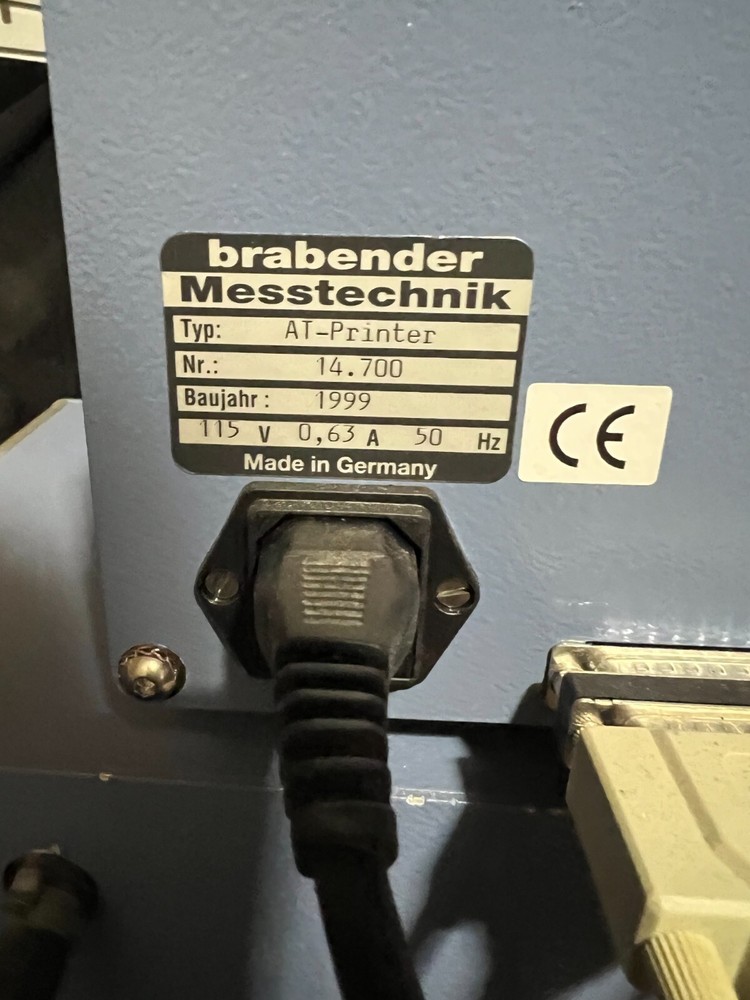 brabender
Messtechnik
Typ: AT-Printer
Nr.: 14.700
Baujahr: 1999
115 V 0,63 A 50 Hz
Made in Germany
CE